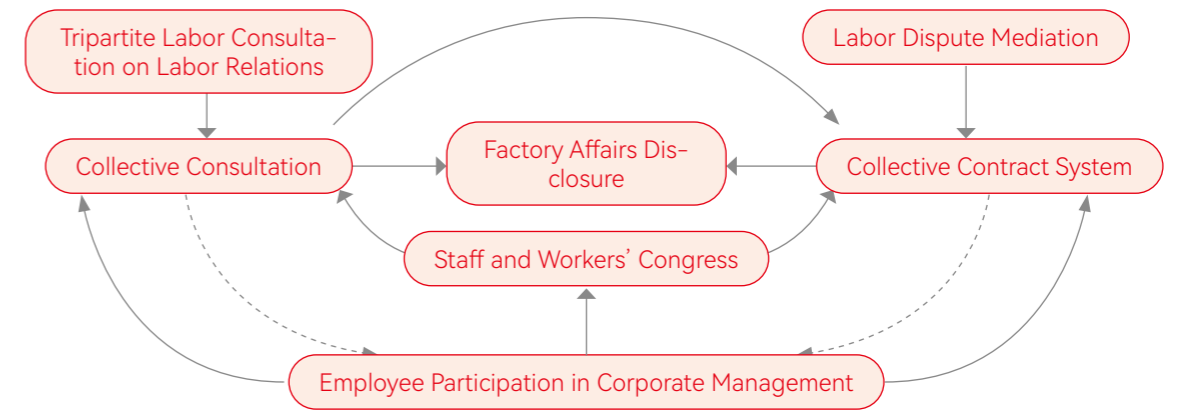 Tripartite Labor Consulta-
tion on Labor Relations
Labor Dispute Mediation
Collective Consultation
Factory Affairs Dis-
closure
Collective Contract System
Staff and Workers’ Congress
Employee Participation in Corporate Management